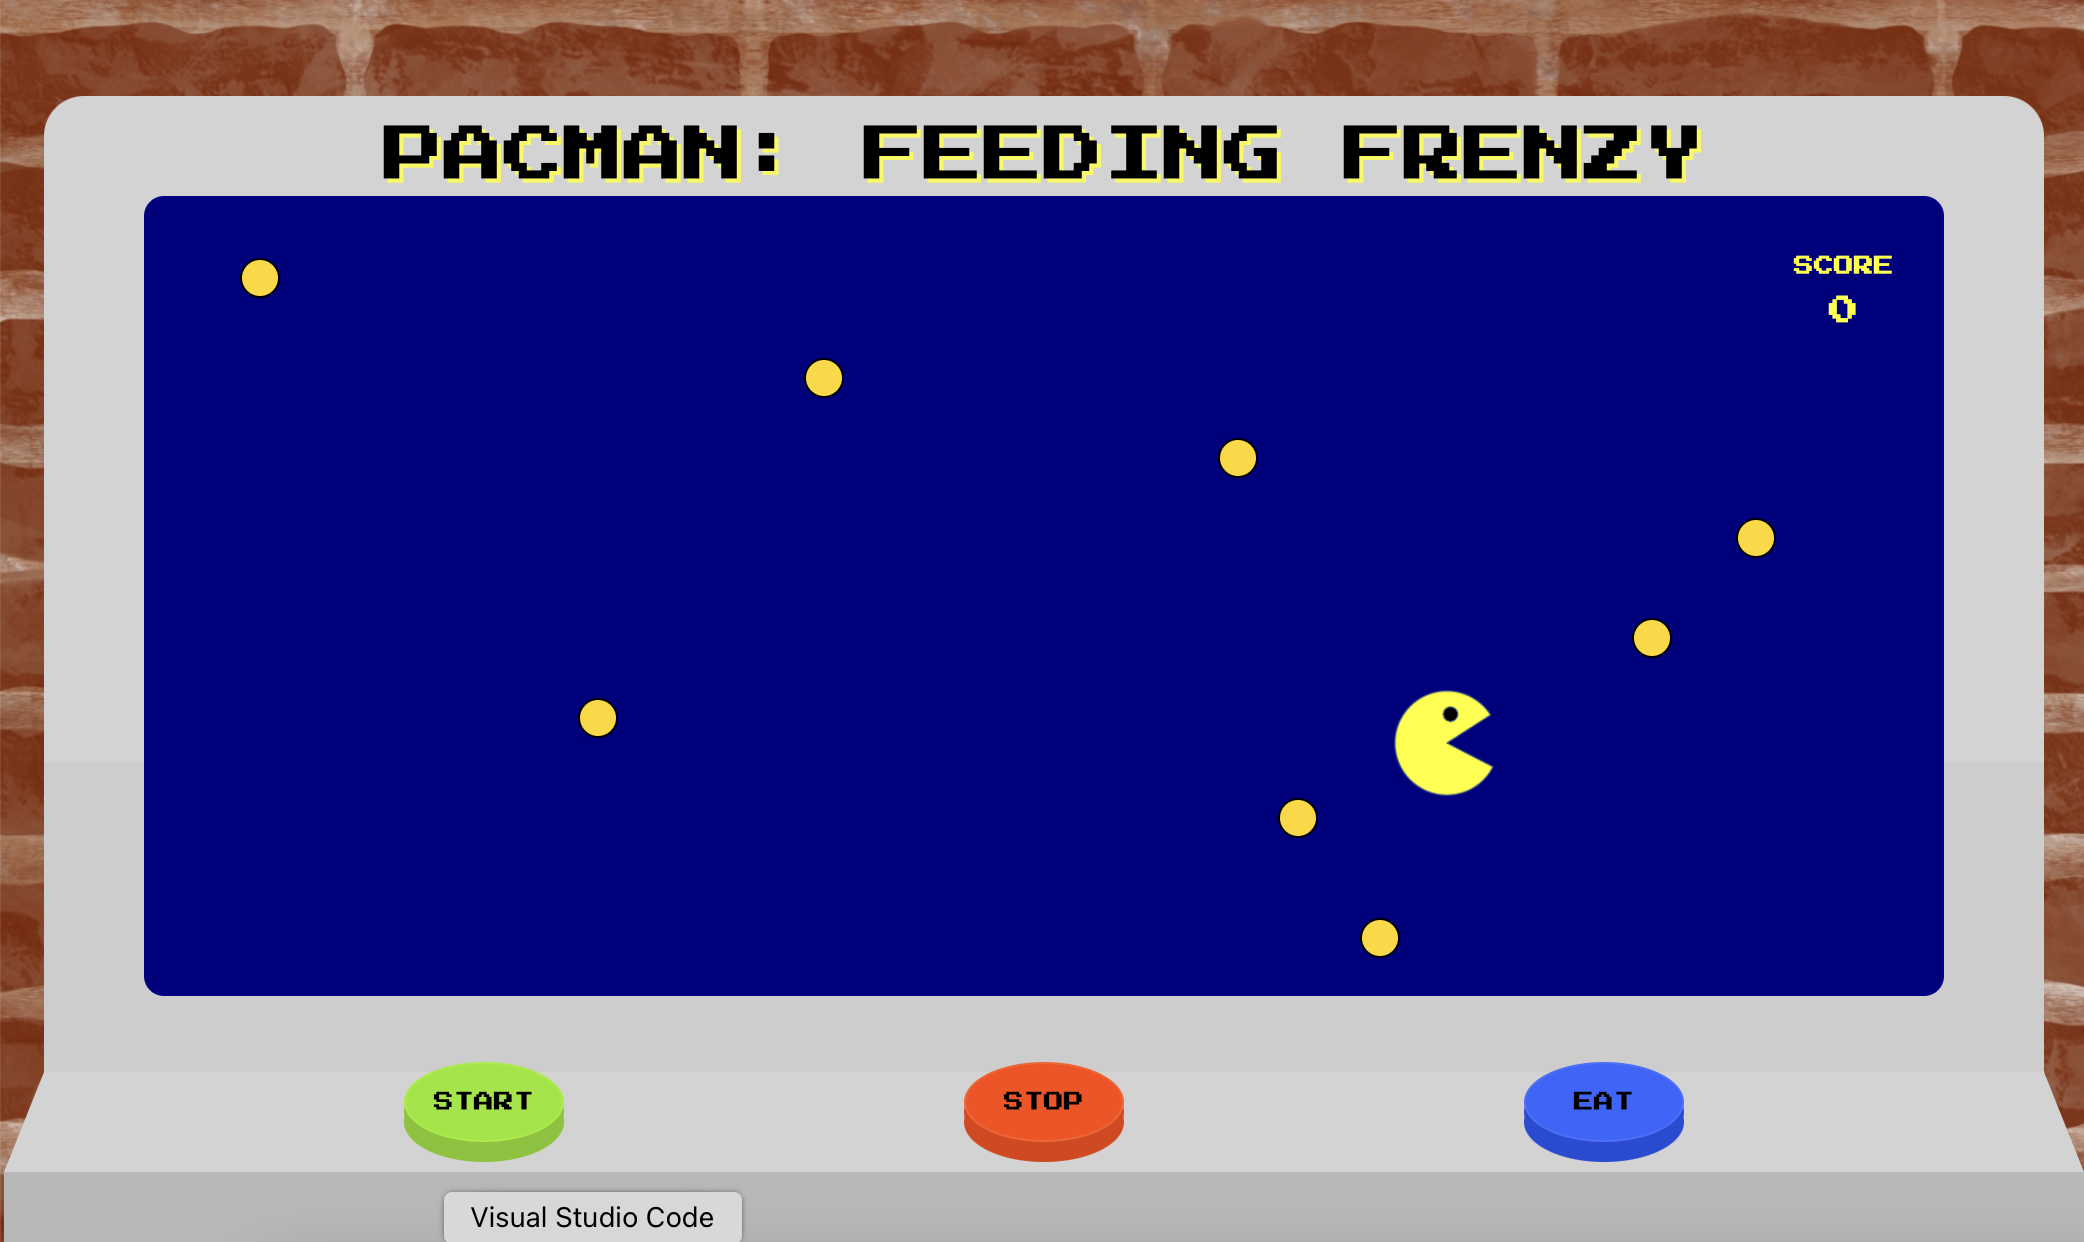 PACMAN: FEEDING FRENZY
SCORE
0
START
STOP
EAT
Visual Studio Code